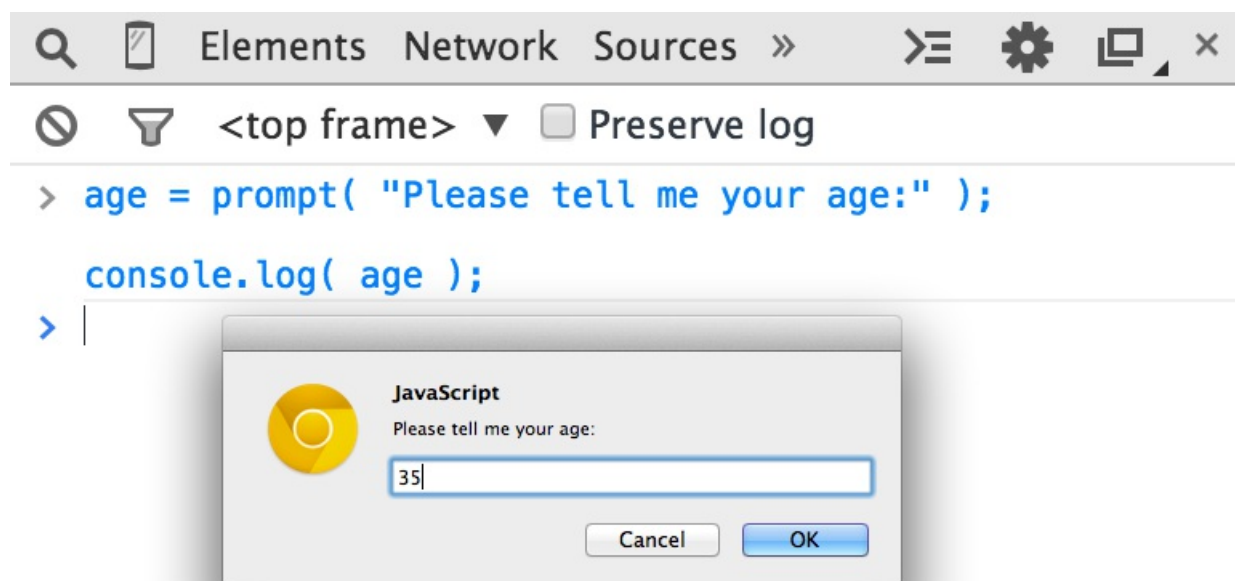 Elements Network Sources »
<top frame> ▼ Preserve log
> age = prompt( "Please tell me your age:" );
console.log( age );
>
JavaScript
Please tell me your age:
35
Cancel OK